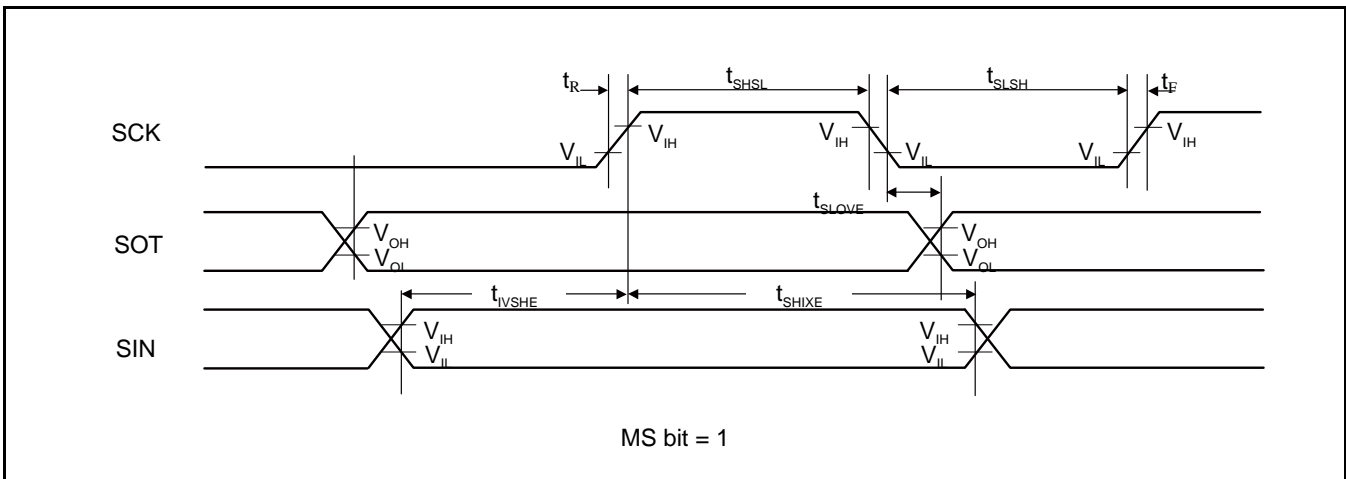 tR tSHSL tSLSH tF
SCK VIL VIH VIH VIL VIL VIH
tSLOVE
SOT VOH VOH
VOL VOL
tIVSHE tSHIXE
SIN VIH VIH
VIL VIL
MS bit = 1